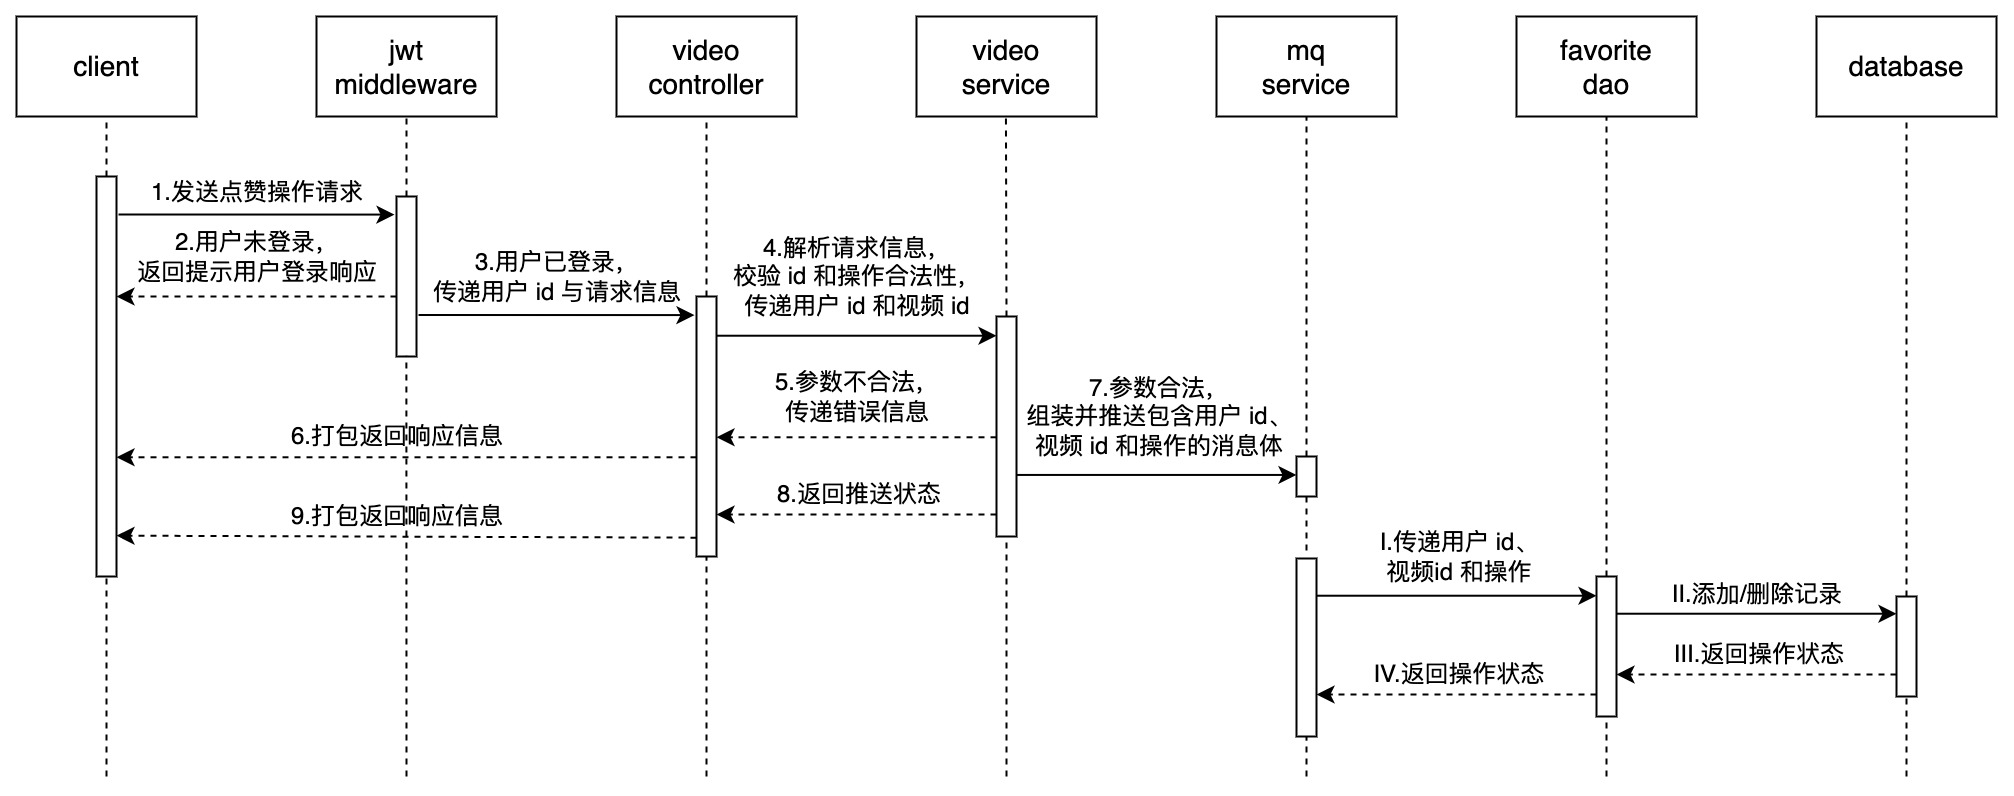 client
jwt
middleware
video
controller
video
service
mq
service
favorite
dao
database
1.发送点赞操作请求
2.用户未登录，
返回提示用户登录响应
3.用户已登录，
传递用户 id 与请求信息
4.解析请求信息，
校验 id 和操作合法性，
传递用户 id 和视频 id
5.参数不合法，
传递错误信息
6.打包返回响应信息
7.参数合法，
组装并推送包含用户 id、
视频 id 和操作的消息体
8.返回推送状态
9.打包返回响应信息
I.传递用户 id、
视频id 和操作
II.添加/删除记录
III.返回操作状态
IV.返回操作状态